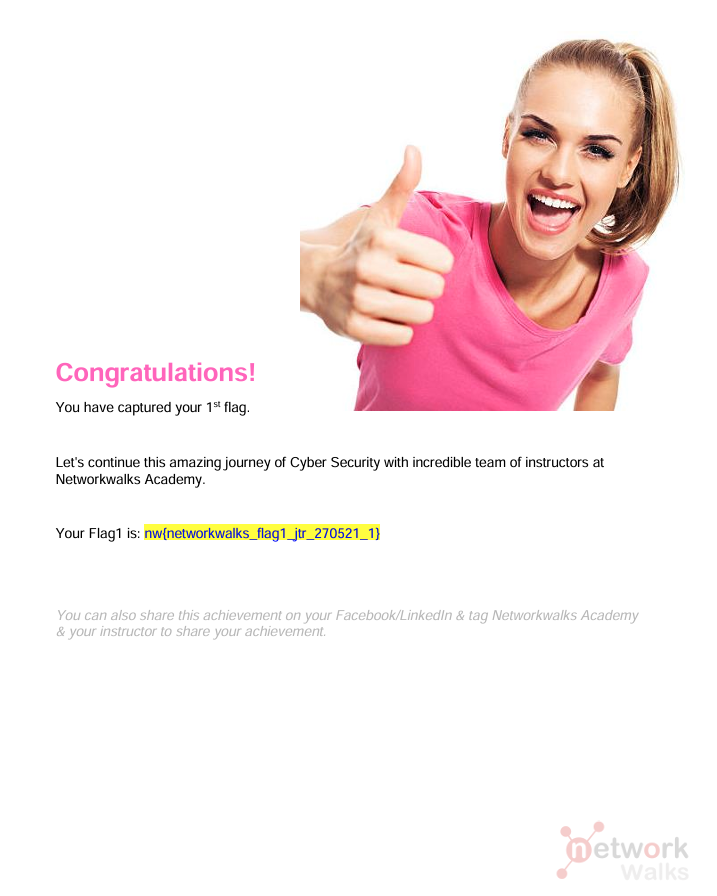 Congratulations!
You have captured your 1st flag.
Let's continue this amazing journey of Cyber Security with incredible team of instructors at
Networkwalks Academy.
Your Flag1 is: nw{networkwalks_flag1_jtr_270521_1}
You can also share this achievement on your Facebook/LinkedIn & tag Networkwalks Academy
& your instructor to share your achievement.
network
Walks